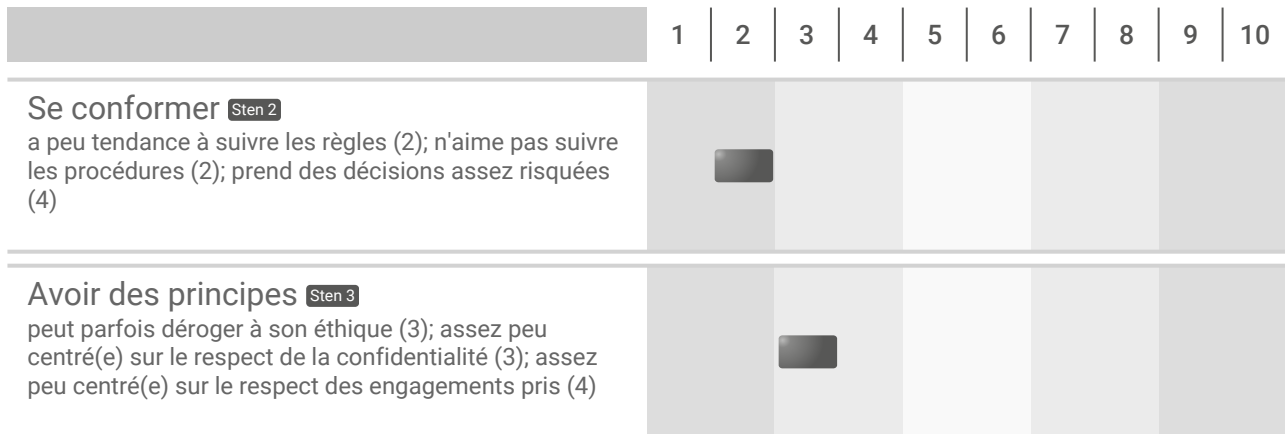 1 2 3 4 5 6 7 8 9 10
Se conformer Sten 2
a peu tendance à suivre les règles (2); n'aime pas suivre
les procédures (2); prend des décisions assez risquées
(4)
Avoir des principes Sten 3
peut parfois déroger à son éthique (3); assez peu
centré(e) sur le respect de la confidentialité (3); assez
peu centré(e) sur le respect des engagements pris (4)